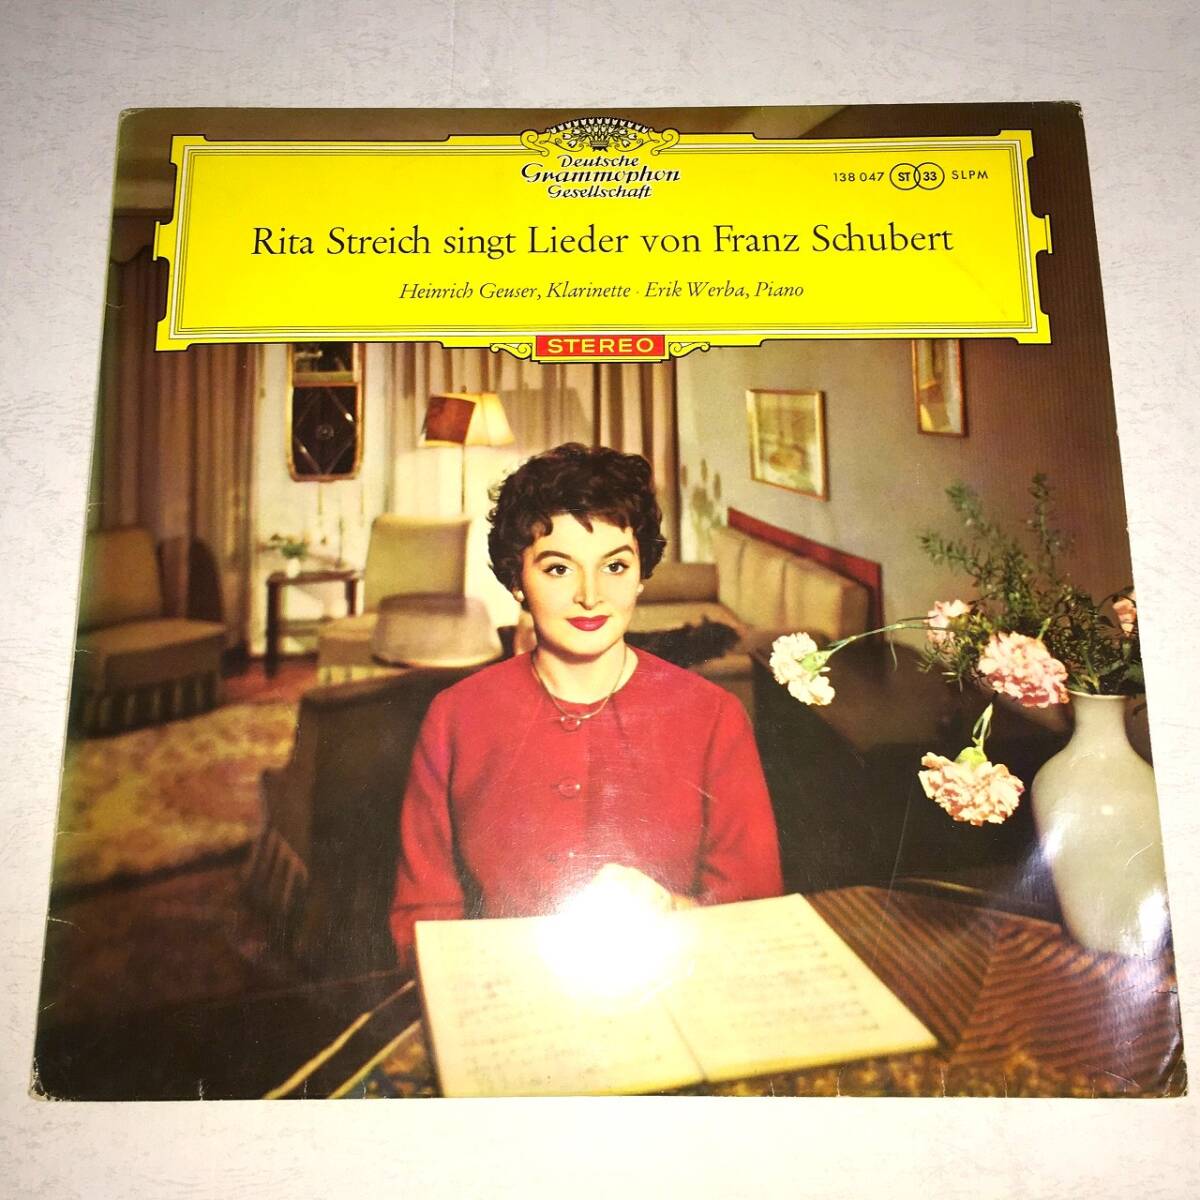 Deutsche
Grammophon
Gesellschaft
138 047 ST 33 SLPM
Rita Streich singt Lieder von Franz Schubert
Heinrich Geuser, Klarinette · Erik Werba, Piano
STEREO